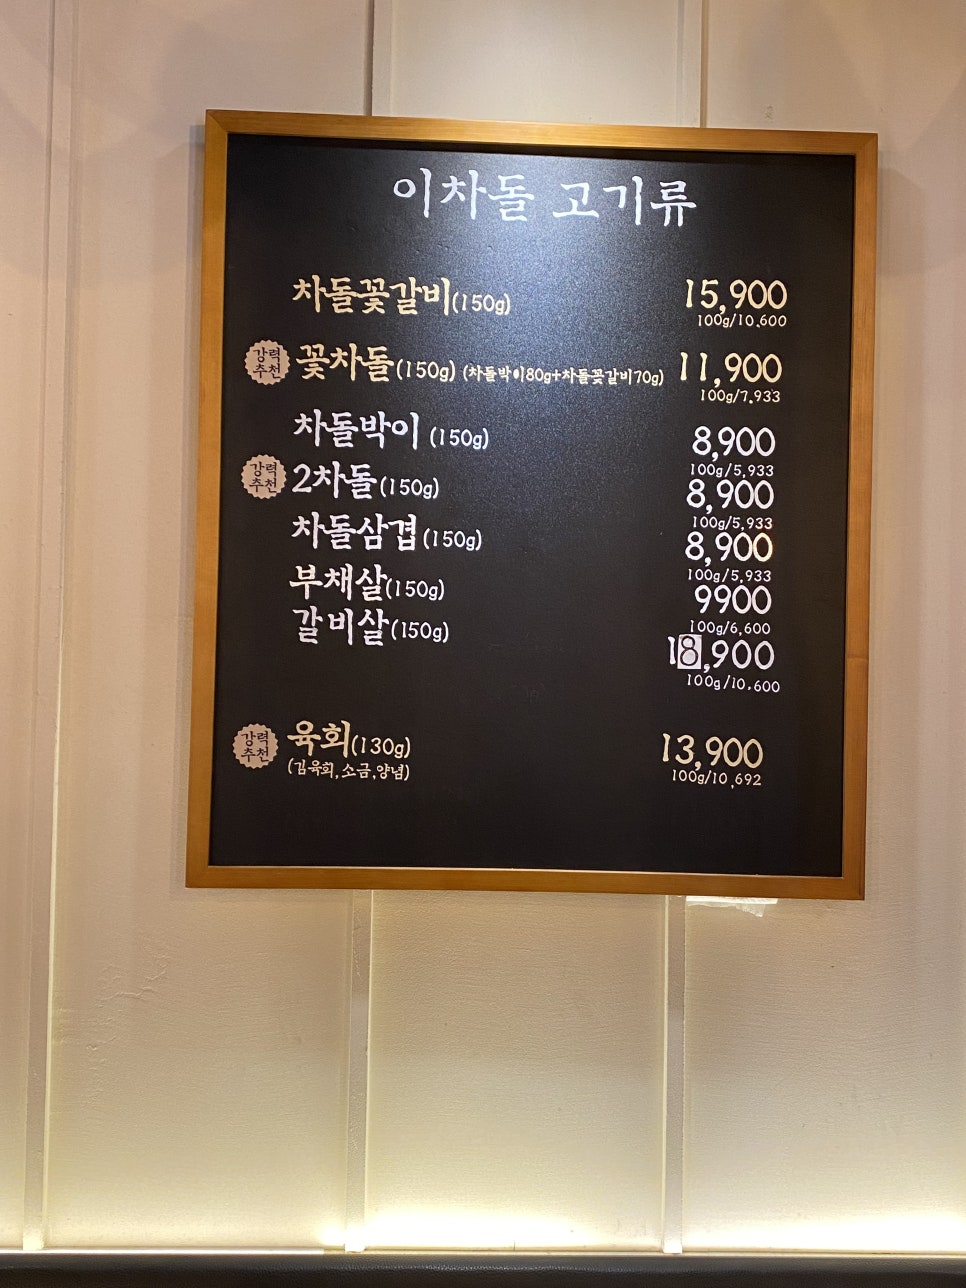 이차돌 고기류
차돌꽃갈비(150g) 15,900
100g/10,600
강력추천 꽃차돌(150g) (차돌박이80g+차돌꽃갈비70g) 11,900
100g/7,933
차돌박이 (150g) 8,900
100g/5,933
강력추천 2차돌(150g) 8,900
100g/5,933
차돌삼겹(150g) 8,900
100g/5,933
부채살(150g) 9900
100g/6,600
갈비살(150g) 18,900
100g/10.600
강력추천 육회(130g) 13,900
(김육회,소금,양념) 100g/10,692